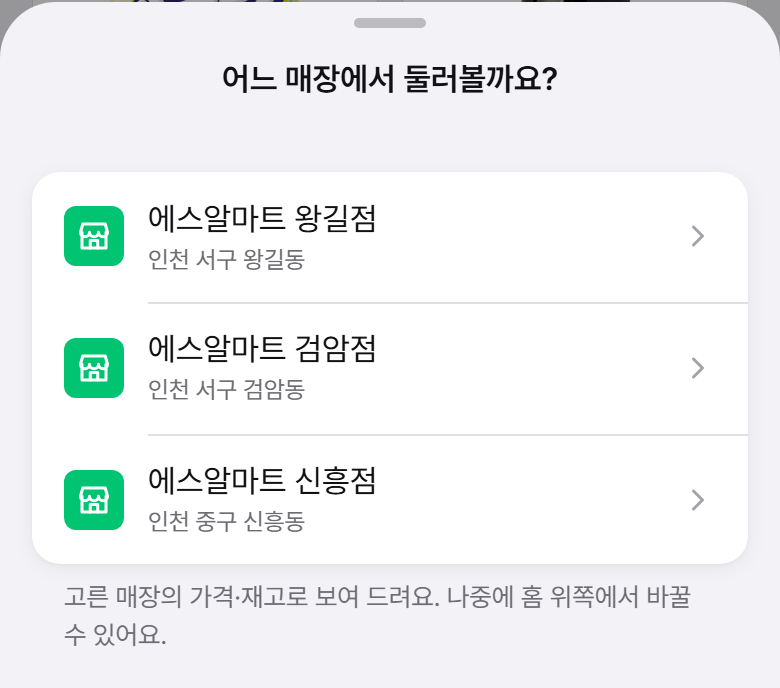 어느 매장에서 둘러볼까요?
에스알마트 왕길점
인천 서구 왕길동
에스알마트 검암점
인천 서구 검암동
에스알마트 신흥점
인천 중구 신흥동
고른 매장의 가격·재고로 보여 드려요. 나중에 홈 위쪽에서 바꿀
수 있어요.